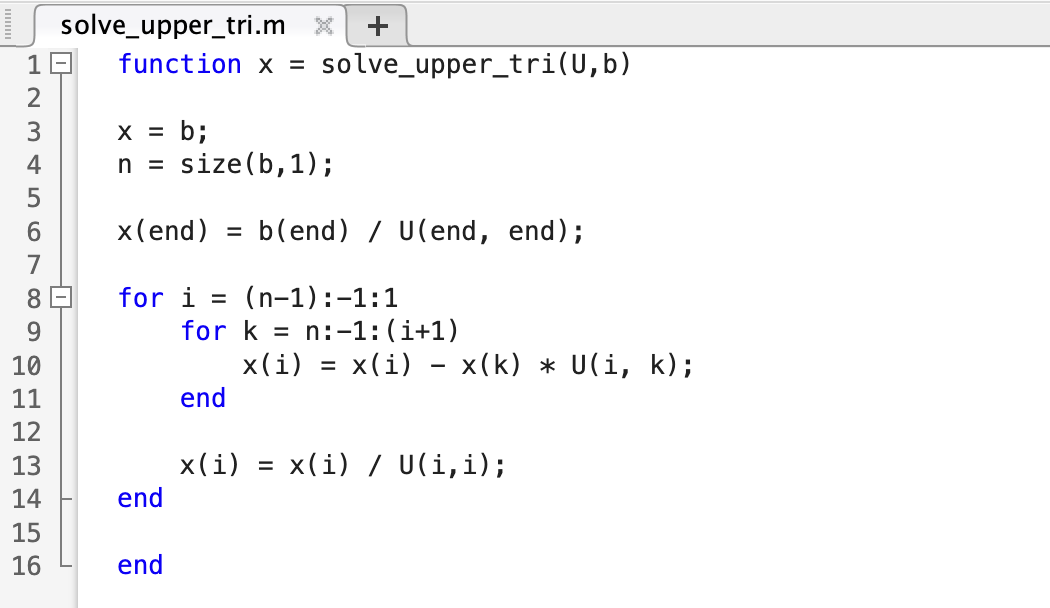 solve_upper_tri.m
1 function x = solve_upper_tri(U,b)
2
3 x = b;
4 n = size(b,1);
5
6 x(end) = b(end) / U(end, end);
7
8 for i = (n-1):-1:1
9 for k = n:-1:(i+1)
10 x(i) = x(i) - x(k) * U(i, k);
11 end
12
13 x(i) = x(i) / U(i,i);
14 end
15
16 end